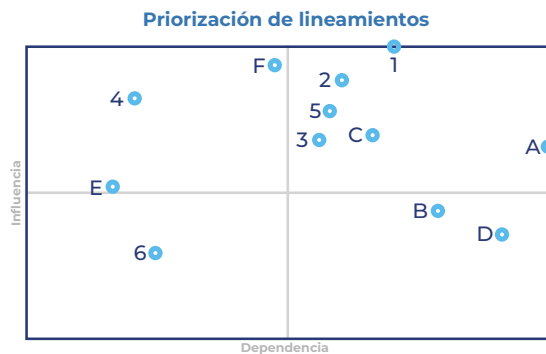 Priorización de lineamientos
F
1
2
4
5
3
C
A
E
B
D
6
Influencia
Dependencia